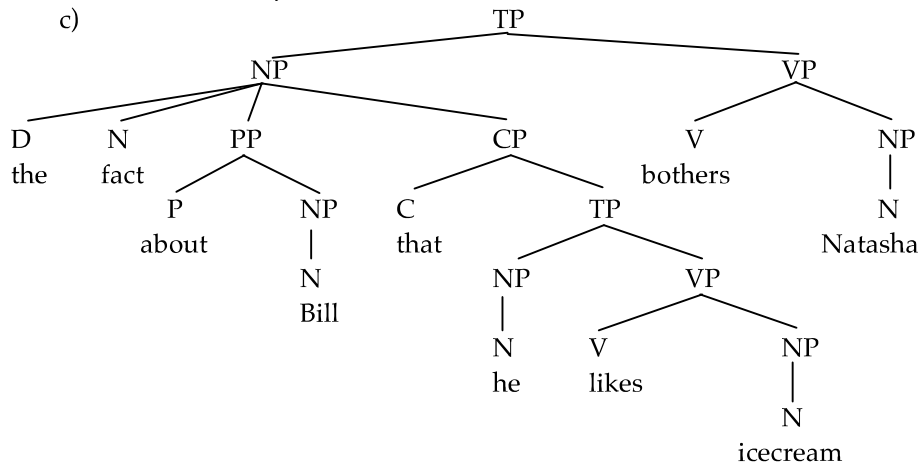 c) TP
NP VP
D N PP CP V NP
the fact bothers
P NP C TP N
about that Natasha
N NP VP
Bill
N V NP
he likes
N
icecream